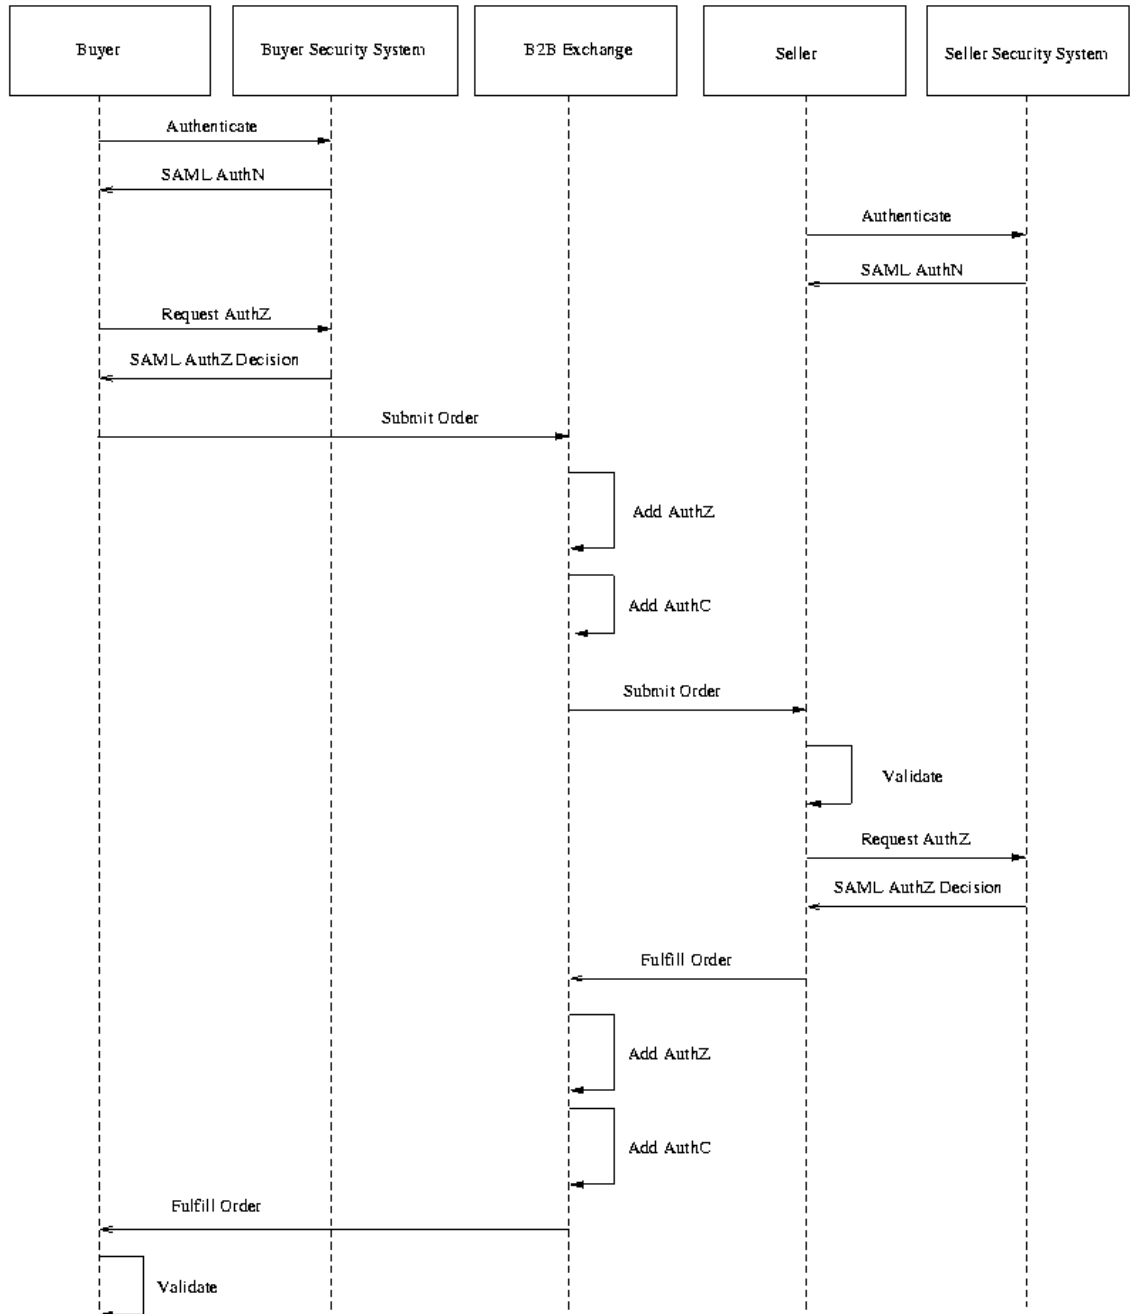 Buyer
Buyer Security System
B2B Exchange
Seller
Seller Security System
Authenticate
SAML AuthN
Authenticate
SAML AuthN
Request AuthZ
SAML AuthZ Decision
Submit Order
Add AuthZ
Add AuthC
Submit Order
Validate
Request AuthZ
SAML AuthZ Decision
Fulfill Order
Add AuthZ
Add AuthC
Fulfill Order
Validate